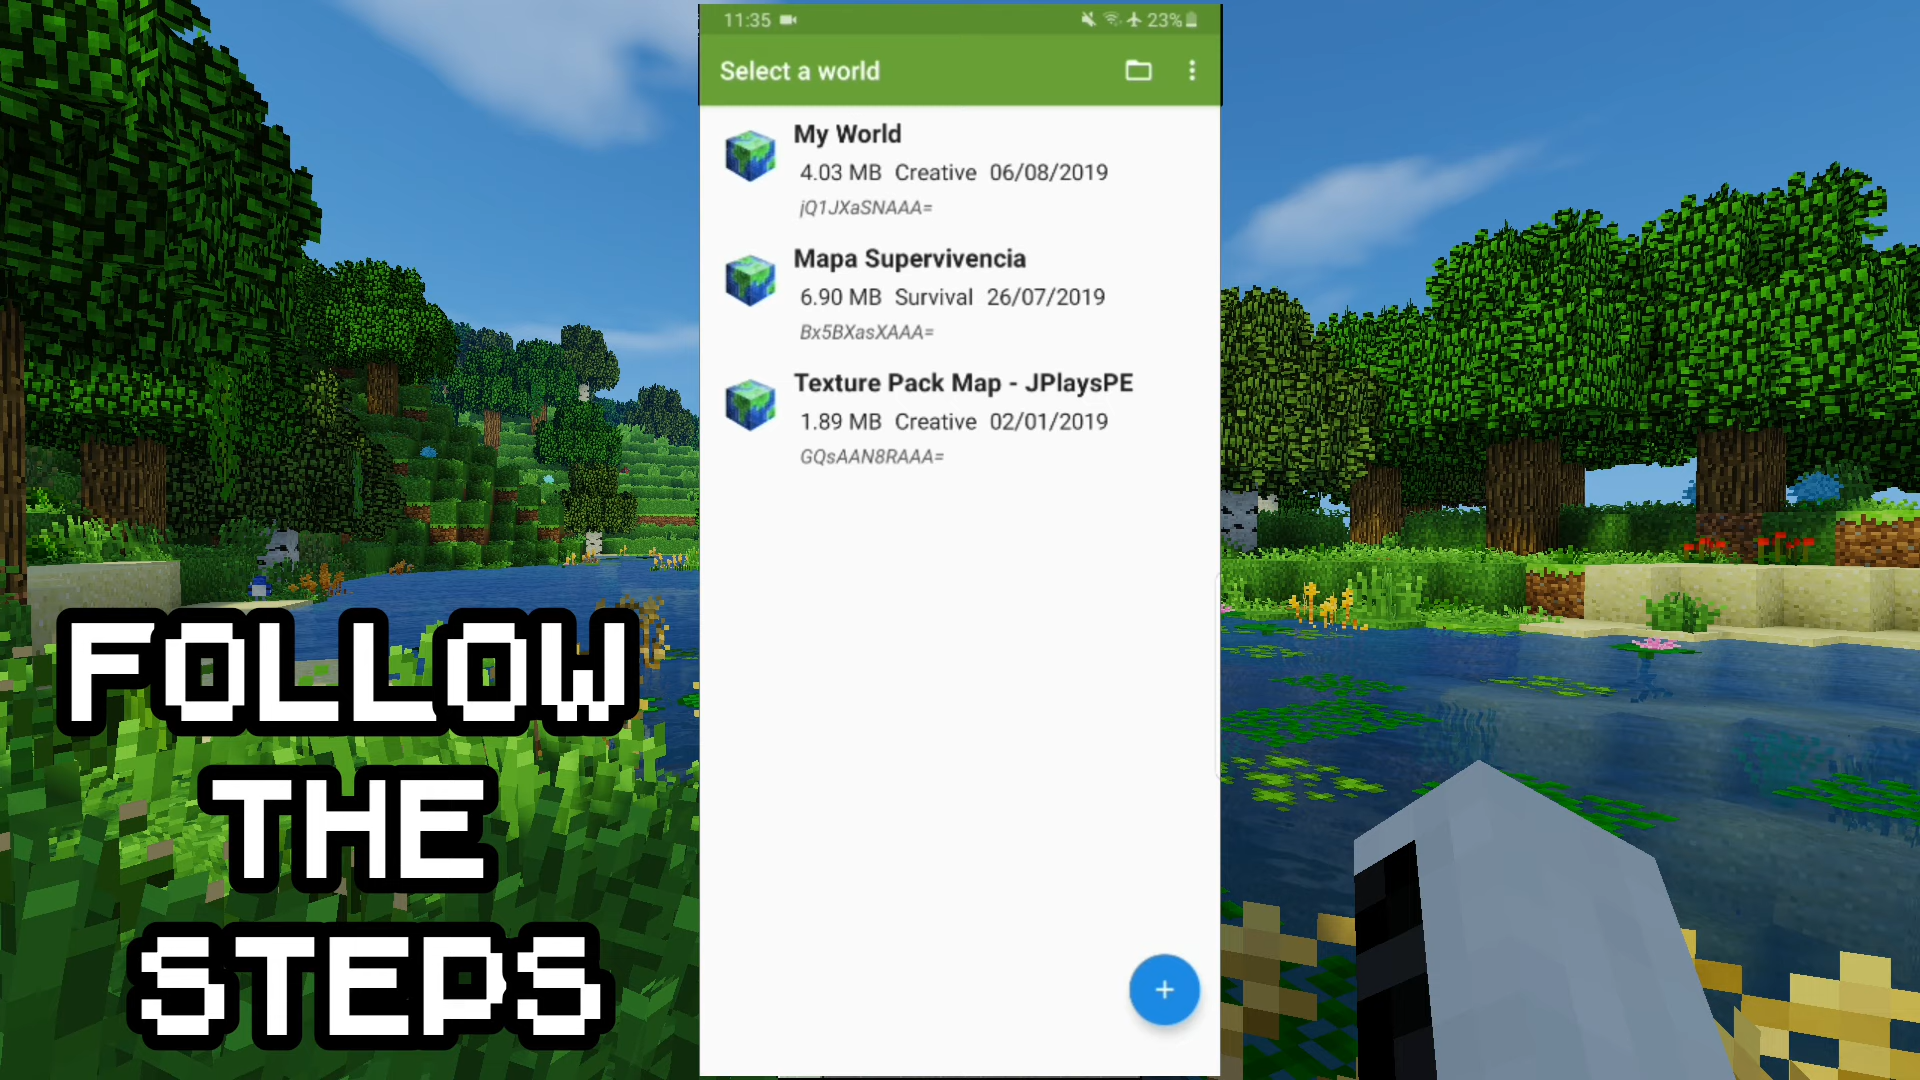 11:35
23%
Select a world
My World
4.03 MB Creative 06/08/2019
jQ1JXaSNAAA=
Mapa Supervivencia
6.90 MB Survival 26/07/2019
Bx5BXasXAAA=
Texture Pack Map - JPlaysPE
1.89 MB Creative 02/01/2019
GQsAAN8RAAA=
+
FOLLOW
THE
STEPS